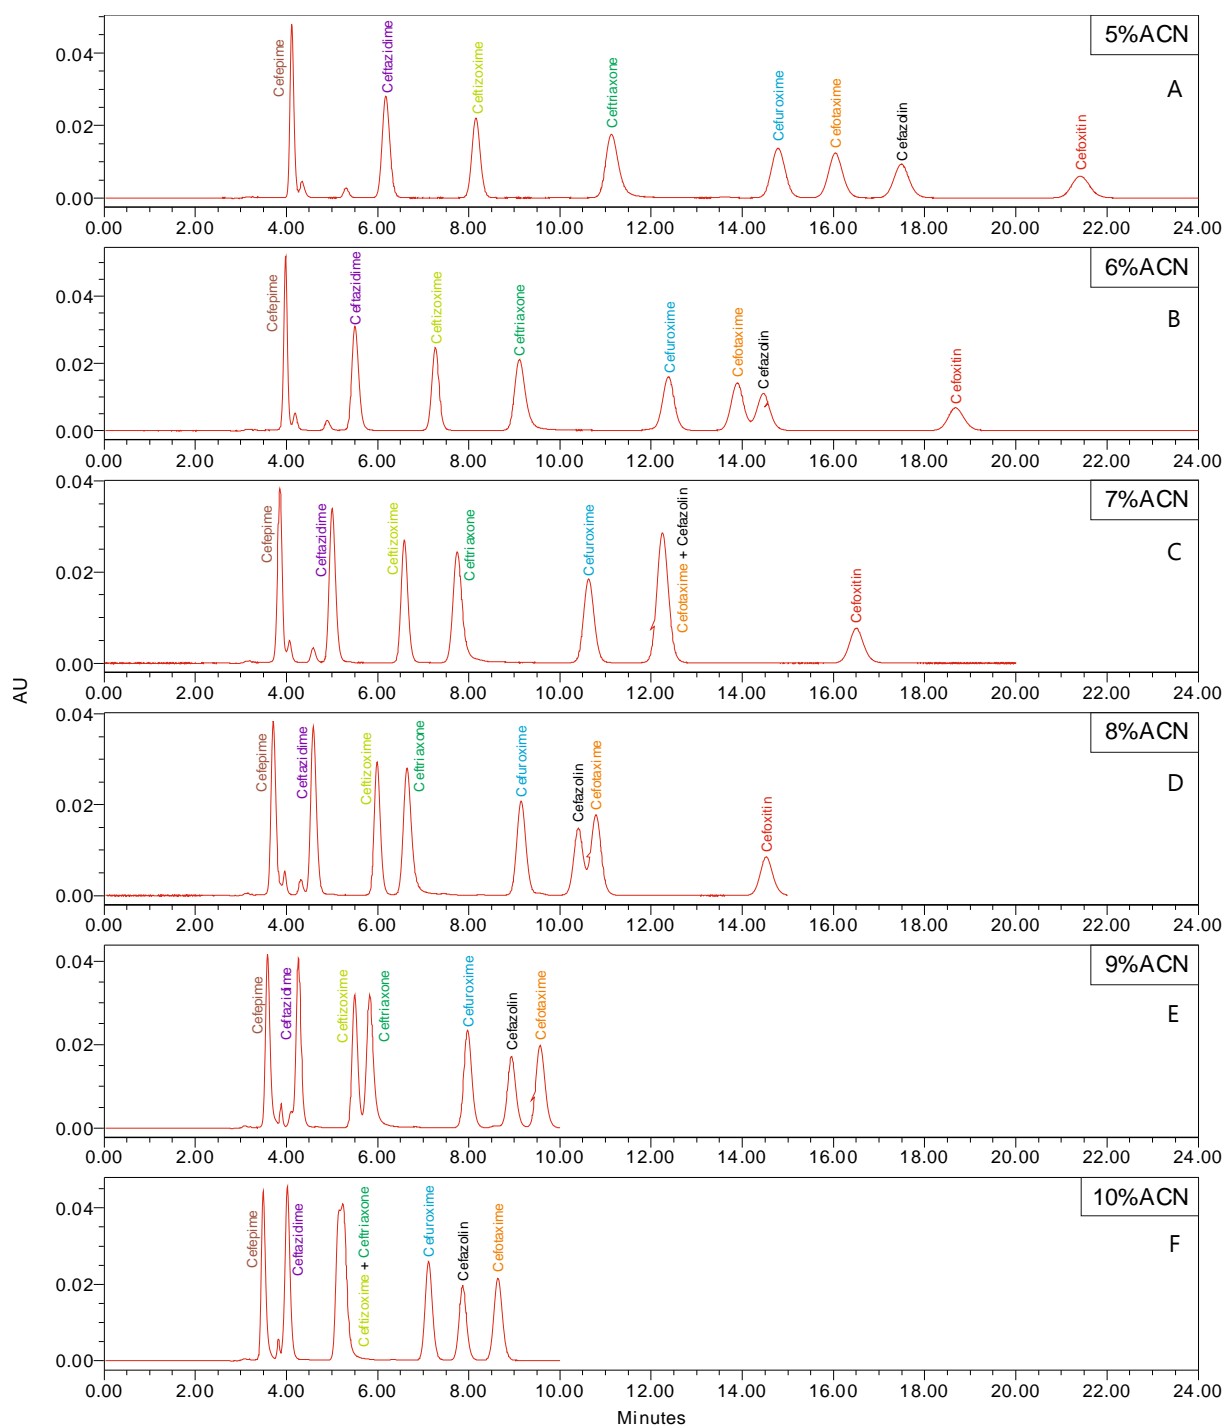 5%ACN
A
Cefepime
Ceftazidime
Ceftizoxime
Ceftriaxone
Cefuroxime
Cefotaxime
Cefazolin
Cefoxitin
0.04
0.02
0.00
0.00 2.00 4.00 6.00 8.00 10.00 12.00 14.00 16.00 18.00 20.00 22.00 24.00
6%ACN
B
Cefepime
Ceftazidime
Ceftizoxime
Ceftriaxone
Cefuroxime
Cefotaxime
Cefazolin
Cefoxitin
0.04
0.02
0.00
0.00 2.00 4.00 6.00 8.00 10.00 12.00 14.00 16.00 18.00 20.00 22.00 24.00
7%ACN
C
Cefepime
Ceftazidime
Ceftizoxime
Ceftriaxone
Cefuroxime
Cefotaxime + Cefazolin
Cefoxitin
0.04
0.02
0.00
0.00 2.00 4.00 6.00 8.00 10.00 12.00 14.00 16.00 18.00 20.00 22.00 24.00
AU
8%ACN
D
Cefepime
Ceftazidime
Ceftizoxime
Ceftriaxone
Cefuroxime
Cefazolin
Cefotaxime
Cefoxitin
0.04
0.02
0.00
0.00 2.00 4.00 6.00 8.00 10.00 12.00 14.00 16.00 18.00 20.00 22.00 24.00
9%ACN
E
Cefepime
Ceftazidime
Ceftizoxime
Ceftriaxone
Cefuroxime
Cefazolin
Cefotaxime
0.04
0.02
0.00
0.00 2.00 4.00 6.00 8.00 10.00 12.00 14.00 16.00 18.00 20.00 22.00 24.00
10%ACN
F
Cefepime
Ceftazidime
Ceftizoxime + Ceftriaxone
Cefuroxime
Cefazolin
Cefotaxime
0.04
0.02
0.00
0.00 2.00 4.00 6.00 8.00 10.00 12.00 14.00 16.00 18.00 20.00 22.00 24.00
Minutes